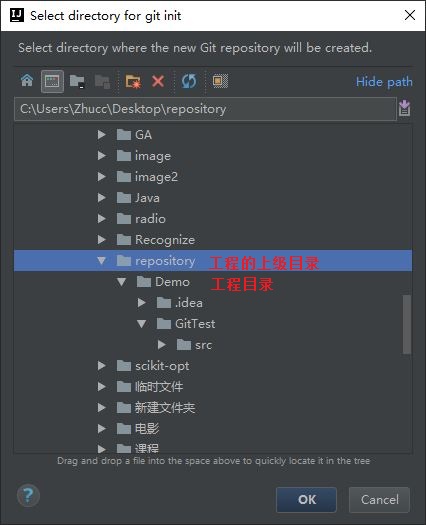 Select directory for git init
Select directory where the new Git repository will be created.
Hide path
C:\Users\Zhucc\Desktop\repository
GA
image
image2
Java
radio
Recognize
repository 工程的上级目录
Demo 工程目录
.idea
GitTest
src
scikit-opt
临时文件
新建文件夹
电影
课程
Drag and drop a file into the space above to quickly locate it in the tree
?
OK
Cancel